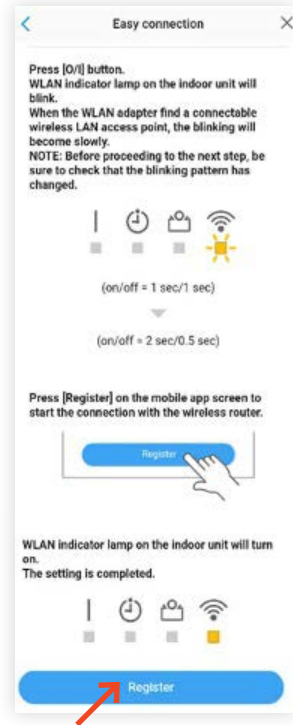 Easy connection
Press [O/I] button.
WLAN indicator lamp on the indoor unit will
blink.
When the WLAN adapter find a connectable
wireless LAN access point, the blinking will
become slowly.
NOTE: Before proceeding to the next step, be
sure to check that the blinking pattern has
changed.
(on/off = 1 sec/1 sec)
(on/off = 2 sec/0.5 sec)
Press [Register] on the mobile app screen to
start the connection with the wireless router.
Register
WLAN indicator lamp on the indoor unit will turn
on.
The setting is completed.
Register